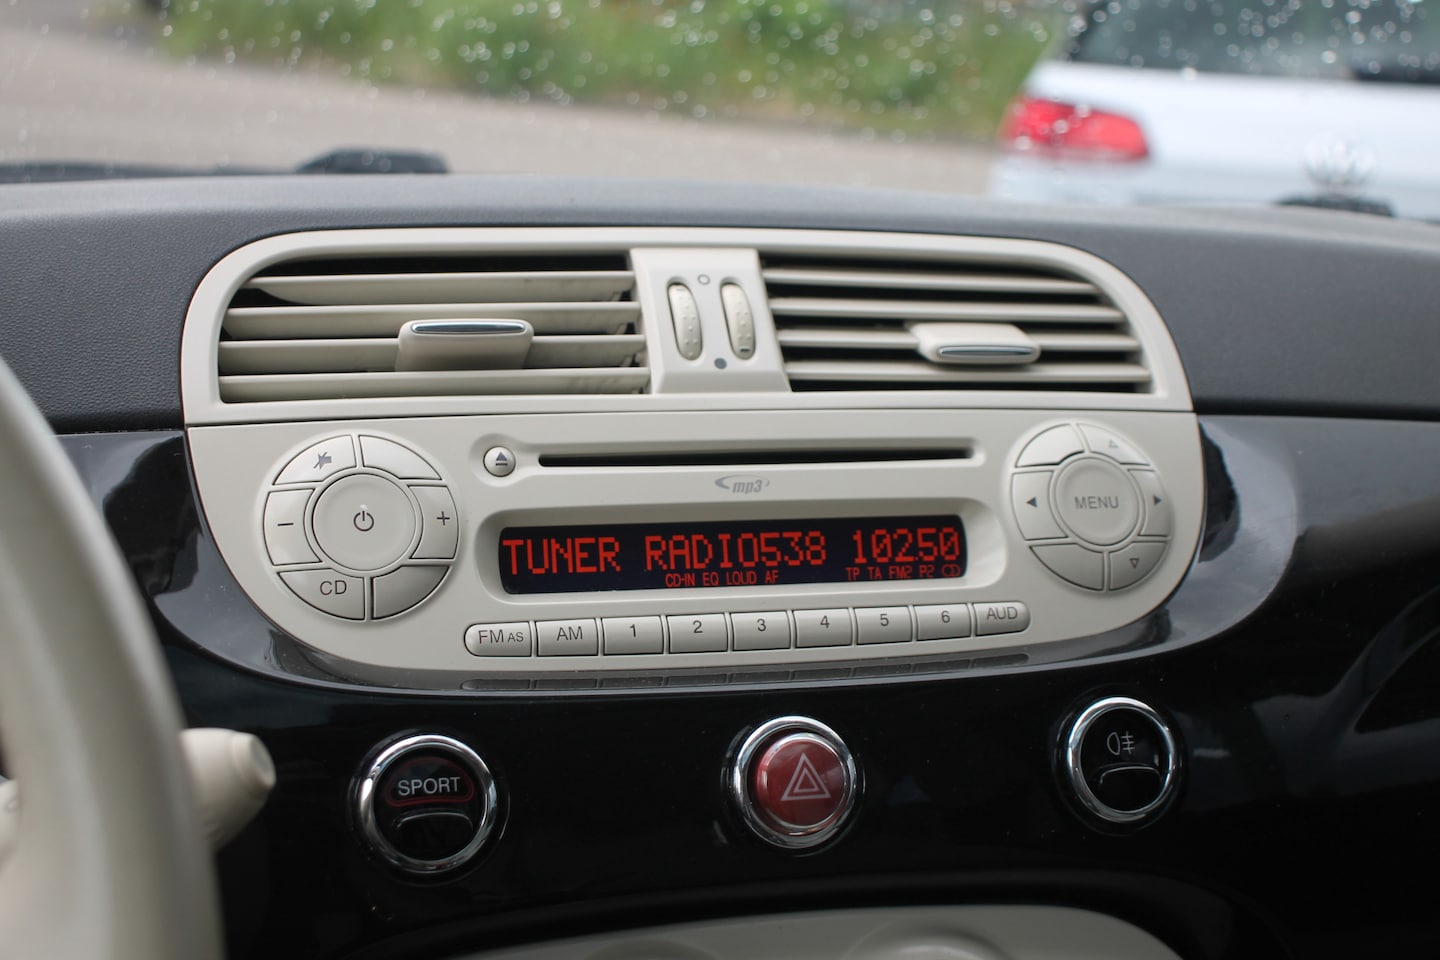 mp3
TUNER RADIO538 10250
CD-IN EQ LOUD AF TP TA FM2 P2 CD
- + CD
MENU
FM AS AM 1 2 3 4 5 6 AUD
SPORT